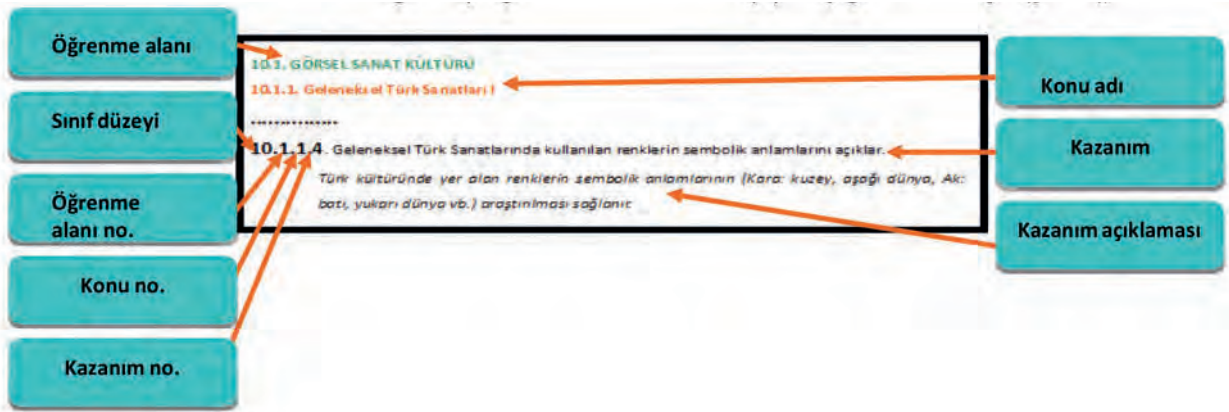 Öğrenme alanı
Sınıf düzeyi
Öğrenme
alanı no.
Konu no.
Kazanım no.
10.1. GÖRSEL SANAT KÜLTÜRÜ
10.1.1. Geleneksel Türk Sanatları I
...............
10.1.1.4. Geleneksel Türk Sanatlarında kullanılan renklerin sembolik anlamlarını açıklar.
Türk kültüründe yer alan renklerin sembolik anlamlarının (Kara: kuzey, aşağı dünya, Ak:
batı, yukarı dünya vb.) araştırılması sağlanır.
Konu adı
Kazanım
Kazanım açıklaması